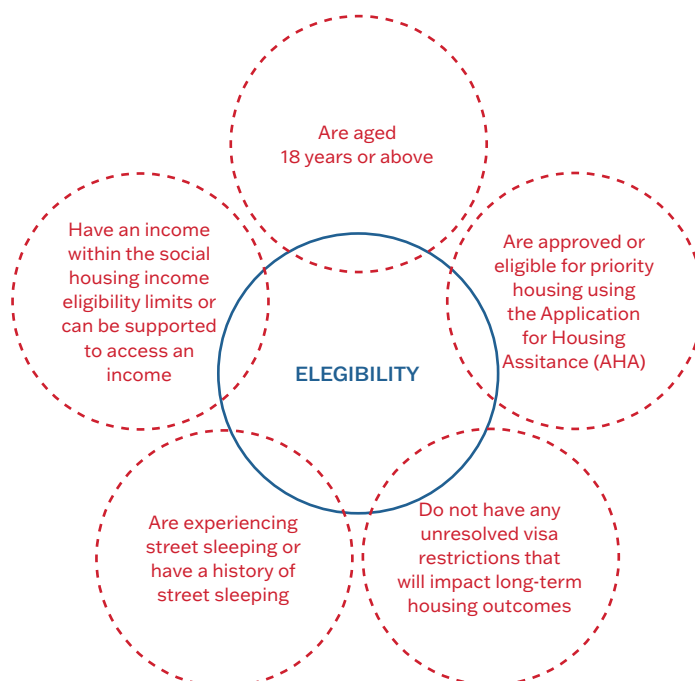 Are aged
18 years or above
Have an income
within the social
housing income
eligibility limits or
can be supported
to access an
income
Are approved or
eligible for priority
housing using
the Application
for Housing
Assitance (AHA)
ELEGIBILITY
Are experiencing
street sleeping or
have a history of
street sleeping
Do not have any
unresolved visa
restrictions that
will impact long-term
housing outcomes